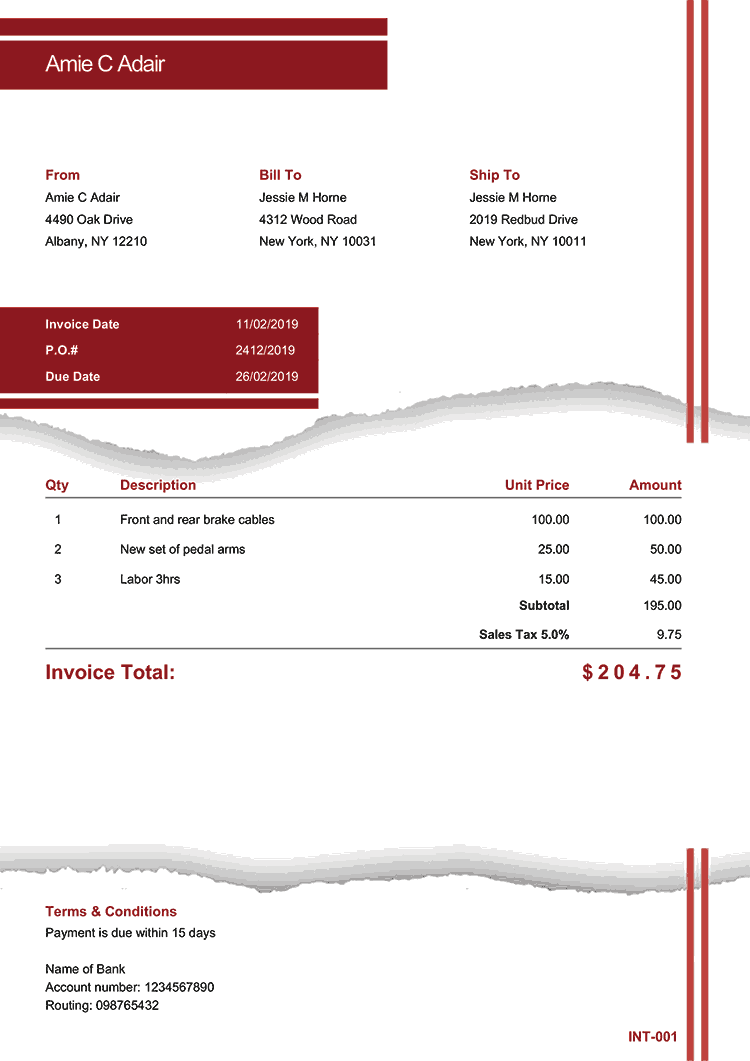 Amie C Adair
From Bill To Ship To
Amie C Adair Jessie M Horne Jessie M Horne
4490 Oak Drive 4312 Wood Road 2019 Redbud Drive
Albany, NY 12210 New York, NY 10031 New York, NY 10011
Invoice Date 11/02/2019
P.O.# 2412/2019
Due Date 26/02/2019
Qty Description Unit Price Amount
1 Front and rear brake cables 100.00 100.00
2 New set of pedal arms 25.00 50.00
3 Labor 3hrs 15.00 45.00
Subtotal 195.00
Sales Tax 5.0% 9.75
Invoice Total: $204.75
Terms & Conditions
Payment is due within 15 days
Name of Bank
Account number: 1234567890
Routing: 098765432
INT-001